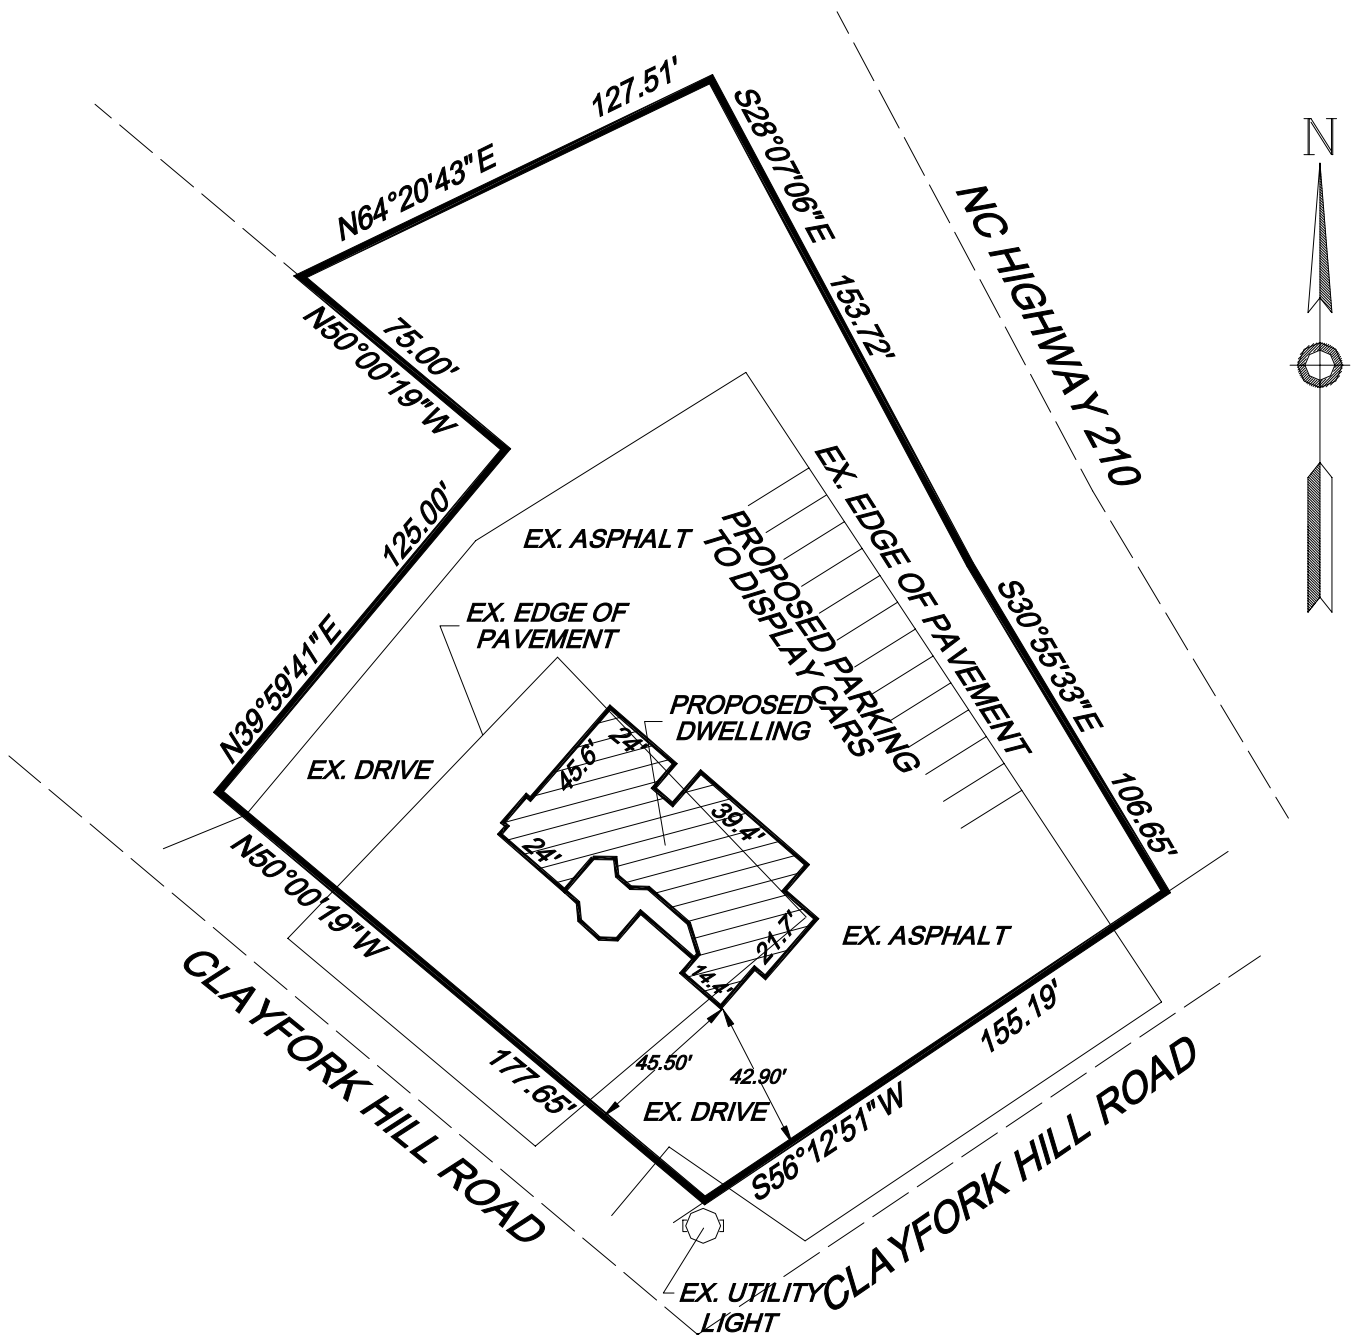 127.51'
N64°20'43"E
S28°07'06"E
N
NC HIGHWAY 210
153.72'
75.00'
N50°00'19"W
125.00'
EX. ASPHALT
EX. EDGE OF PAVEMENT
PROPOSED PARKING
TO DISPLAY CARS
EX. EDGE OF
PAVEMENT
N39°59'41"E
S30°55'33"E
PROPOSED
DWELLING
24'
45.6'
EX. DRIVE
39.4'
106.65'
24'
N50°00'19"W
21.7'
EX. ASPHALT
14.4'
CLAYFORK HILL ROAD
177.65'
45.50'
42.90'
155.19'
EX. DRIVE
S56°12'51"W
CLAYFORK HILL ROAD
EX. UTILITY
LIGHT